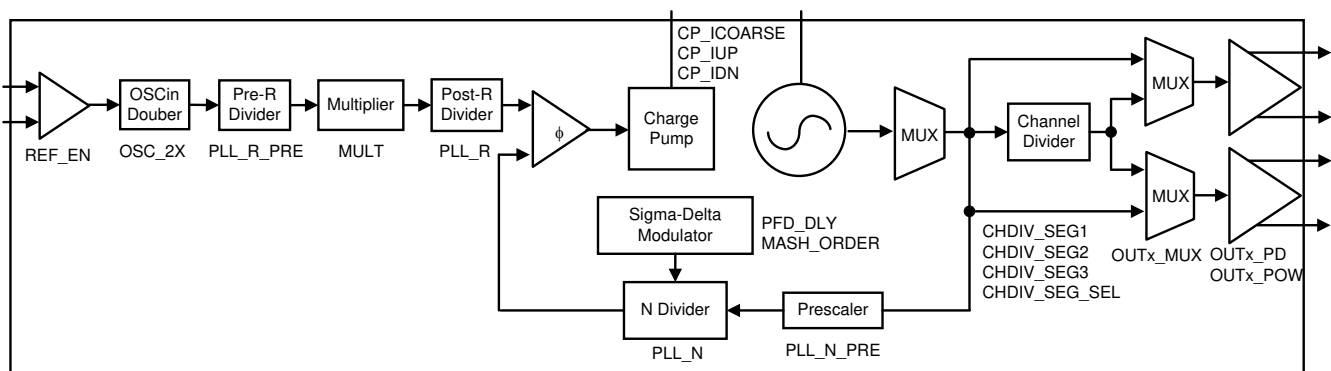 CP_ICOARSE
CP_IUP
CP_IDN
OSCin
Douber
Pre-R
Divider
Multiplier
Post-R
Divider
ϕ
Charge
Pump
MUX
Channel
Divider
MUX
MUX
REF_EN
OSC_2X
PLL_R_PRE
MULT
PLL_R
Sigma-Delta
Modulator
PFD_DLY
MASH_ORDER
CHDIV_SEG1
CHDIV_SEG2
CHDIV_SEG3
CHDIV_SEG_SEL
OUTx_MUX
OUTx_PD
OUTx_POW
N Divider
Prescaler
PLL_N
PLL_N_PRE